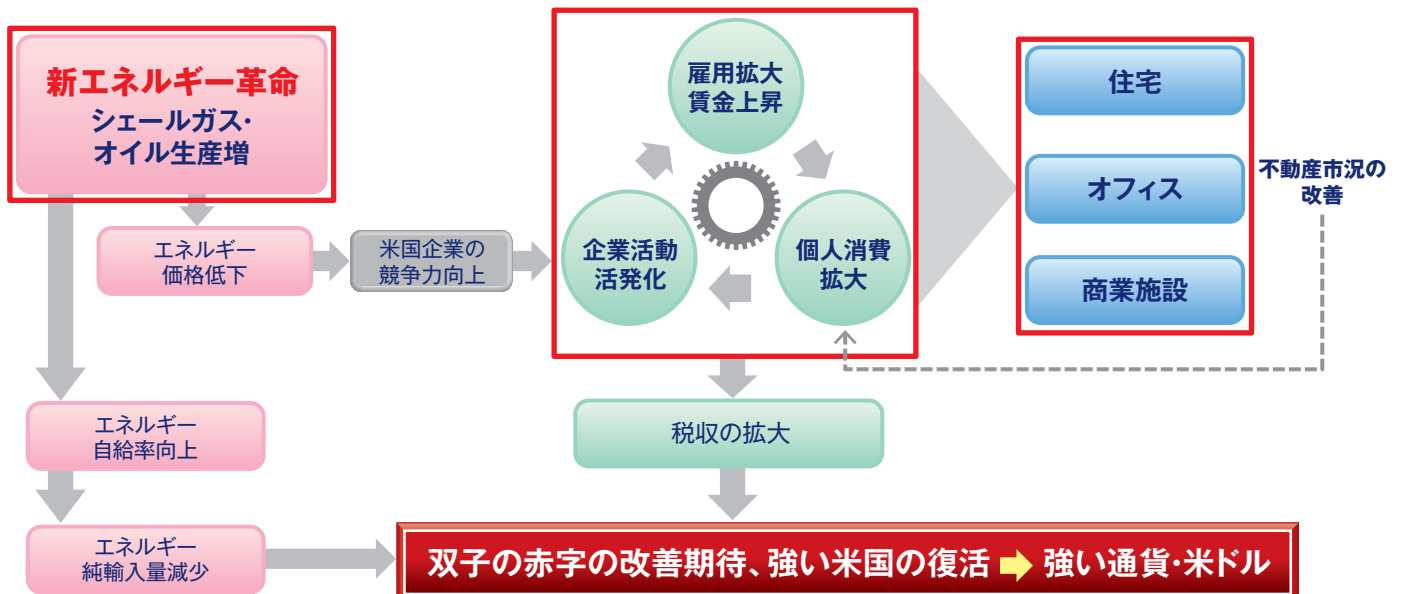 新エネルギー革命
シェールガス・
オイル生産増
エネルギー
価格低下
米国企業の
競争力向上
雇用拡大
賃金上昇
企業活動
活発化
個人消費
拡大
住宅
オフィス
商業施設
不動産市況の
改善
エネルギー
自給率向上
税収の拡大
エネルギー
純輸入量減少
双子の赤字の改善期待、強い米国の復活 強い通貨・米ドル